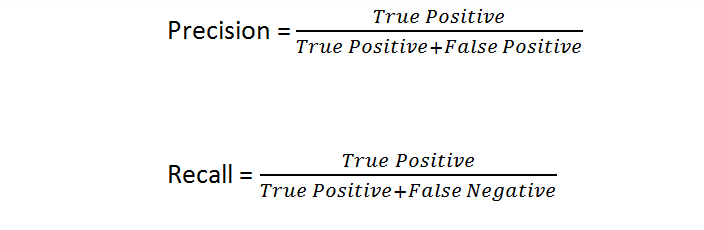 Precision = True Positive / True Positive+False Positive
Recall = True Positive / True Positive+False Negative